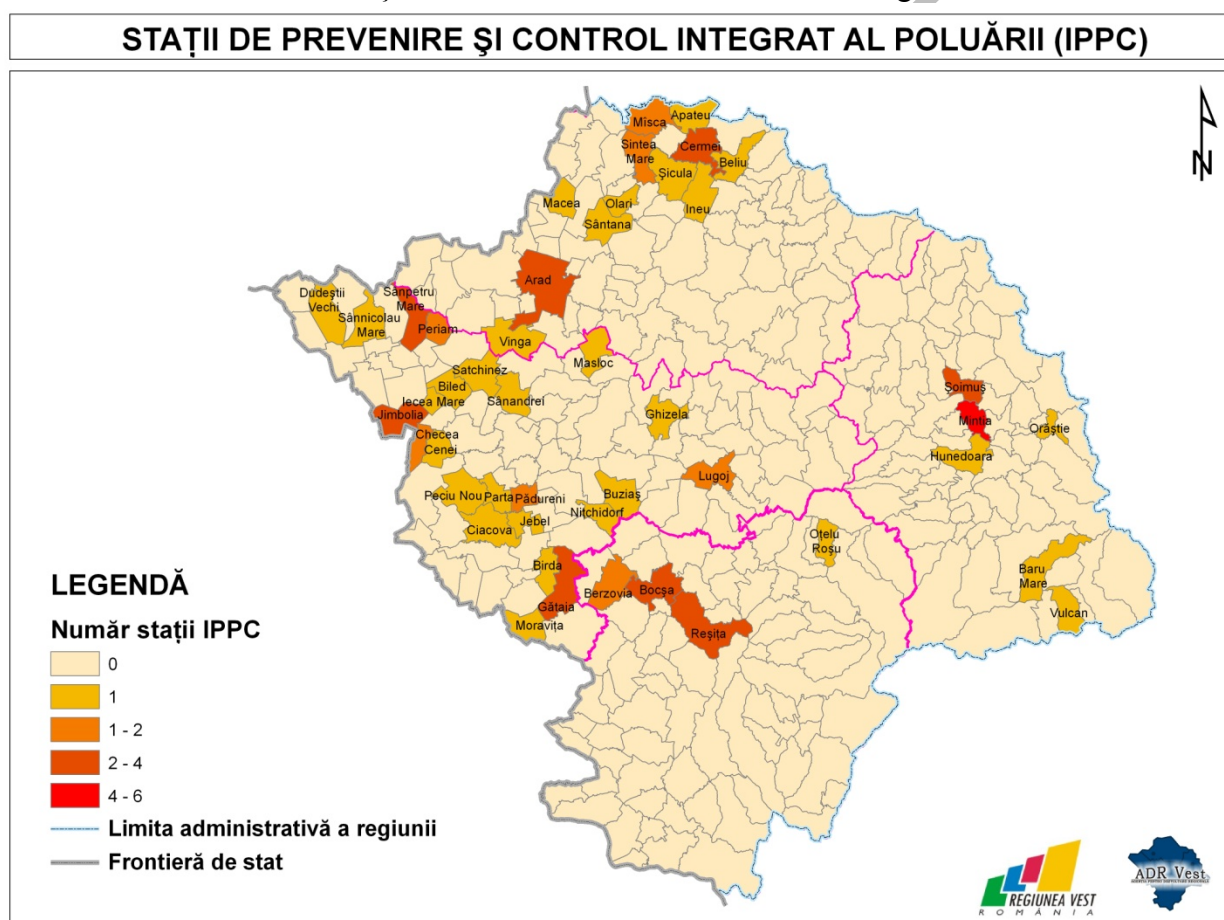 STAȚII DE PREVENIRE ŞI CONTROL INTEGRAT AL POLUĂRII (IPPC)
N
Mîsca
Apateu
Sintea
Mare
Cermei
Beliu
Şicula
Macea
Olari
Ineu
Sântana
Arad
Dudeştii
Vechi
Sânpetru
Mare
Sânnicolau
Mare
Periam
Vinga
Masloc
Satchinez
Biled
Iecea Mare
Sânandrei
Jimbolia
Checea
Cenei
Ghizela
Şoimuş
Mintia
Orăştie
Hunedoara
Lugoj
Peciu Nou
Parta
Pădureni
Buziaş
Nițchidorf
Ciacova
Jebel
Oțelu
Roşu
Birda
Berzovia
Bocşa
Baru
Mare
Gătaja
Vulcan
Moravița
Reşița
LEGENDĂ
Număr stații IPPC
0
1
1 - 2
2 - 4
4 - 6
Limita administrativă a regiunii
Frontieră de stat
REGIUNEA VEST
ROMÂNIA
ADR Vest